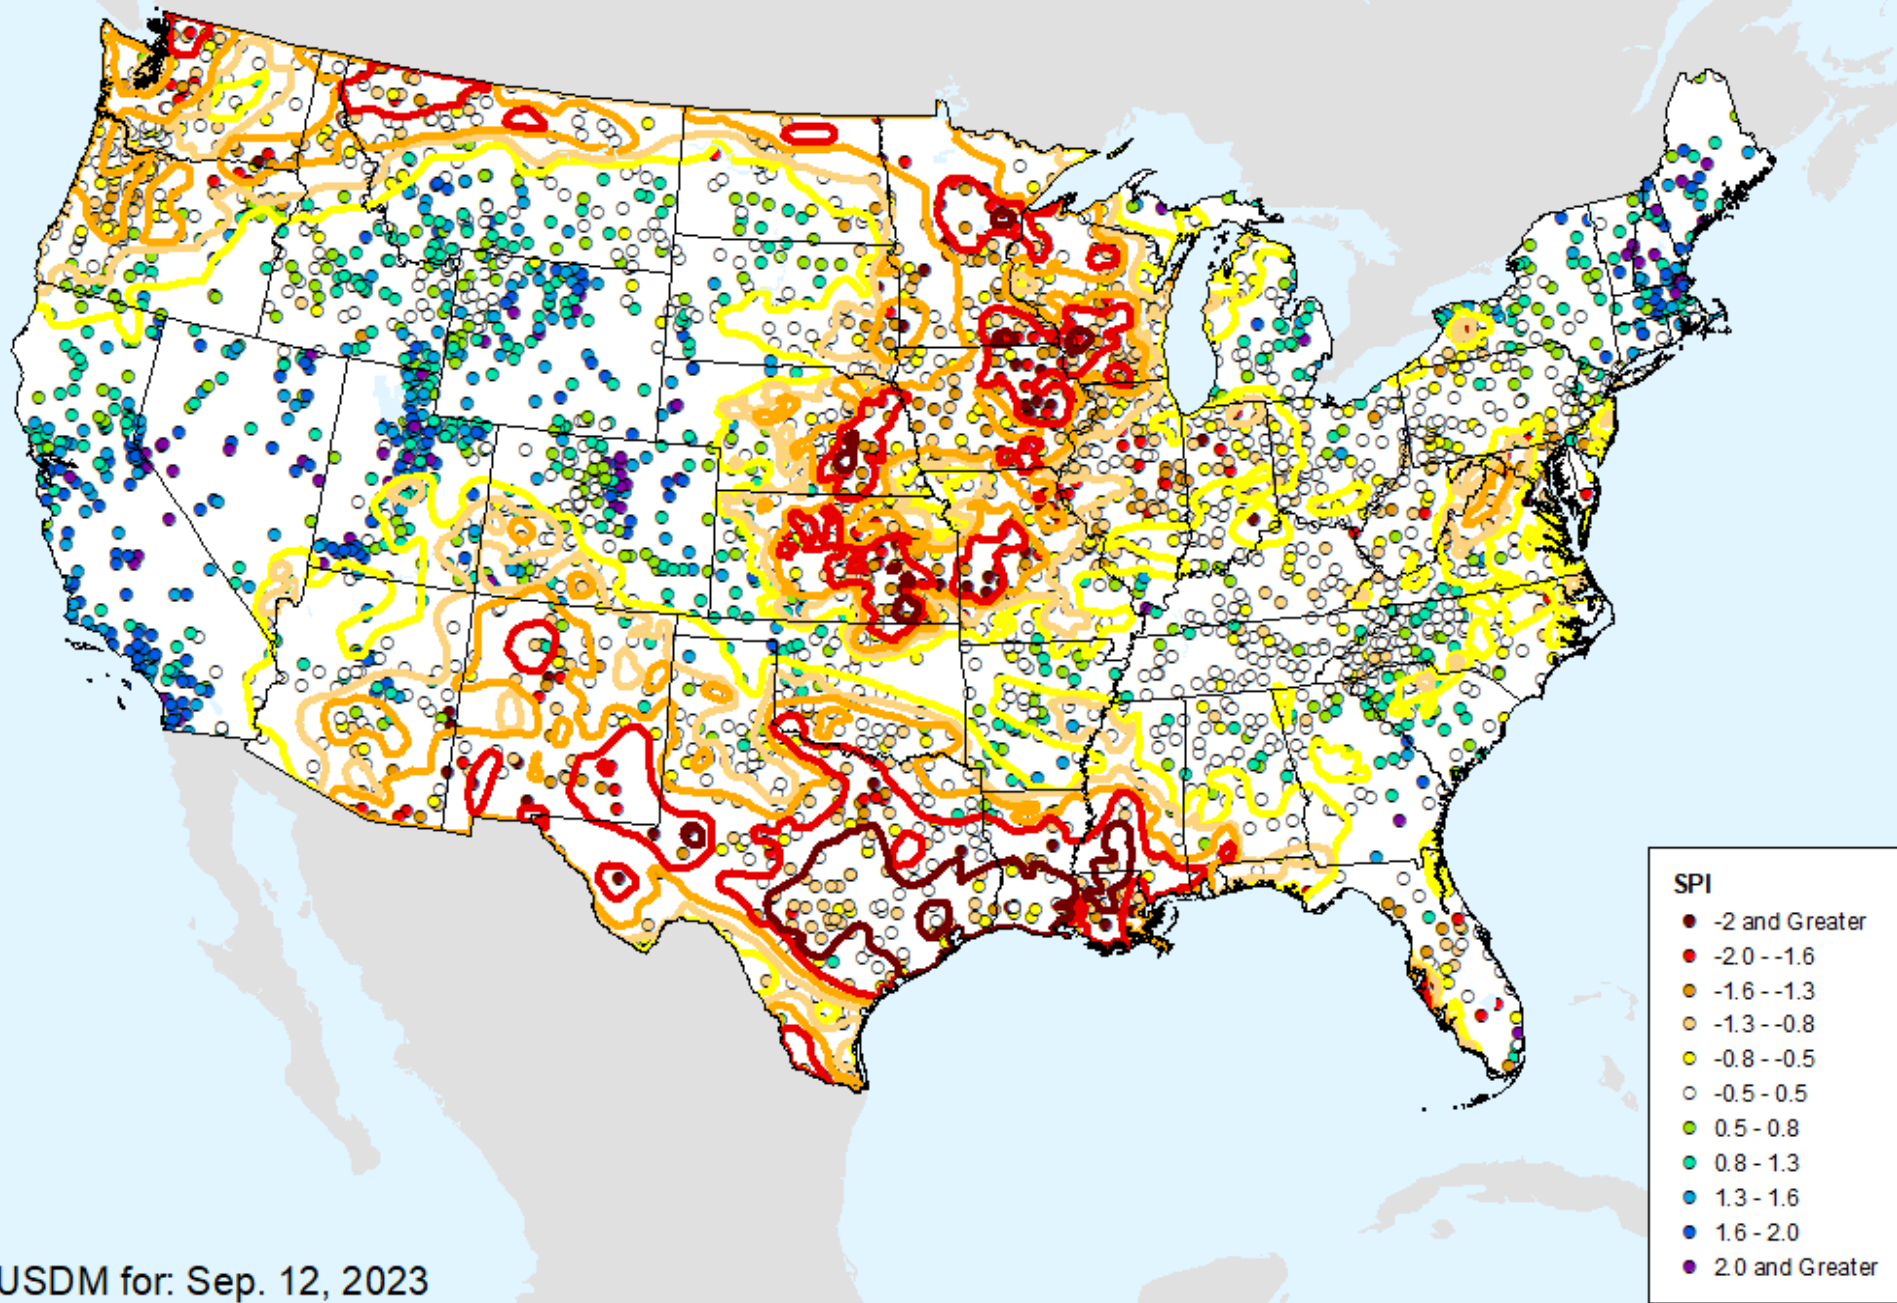 SPI
-2 and Greater
-2.0 - -1.6
-1.6 - -1.3
-1.3 - -0.8
-0.8 - -0.5
-0.5 - 0.5
0.5 - 0.8
0.8 - 1.3
1.3 - 1.6
1.6 - 2.0
2.0 and Greater
USDM for: Sep. 12, 2023